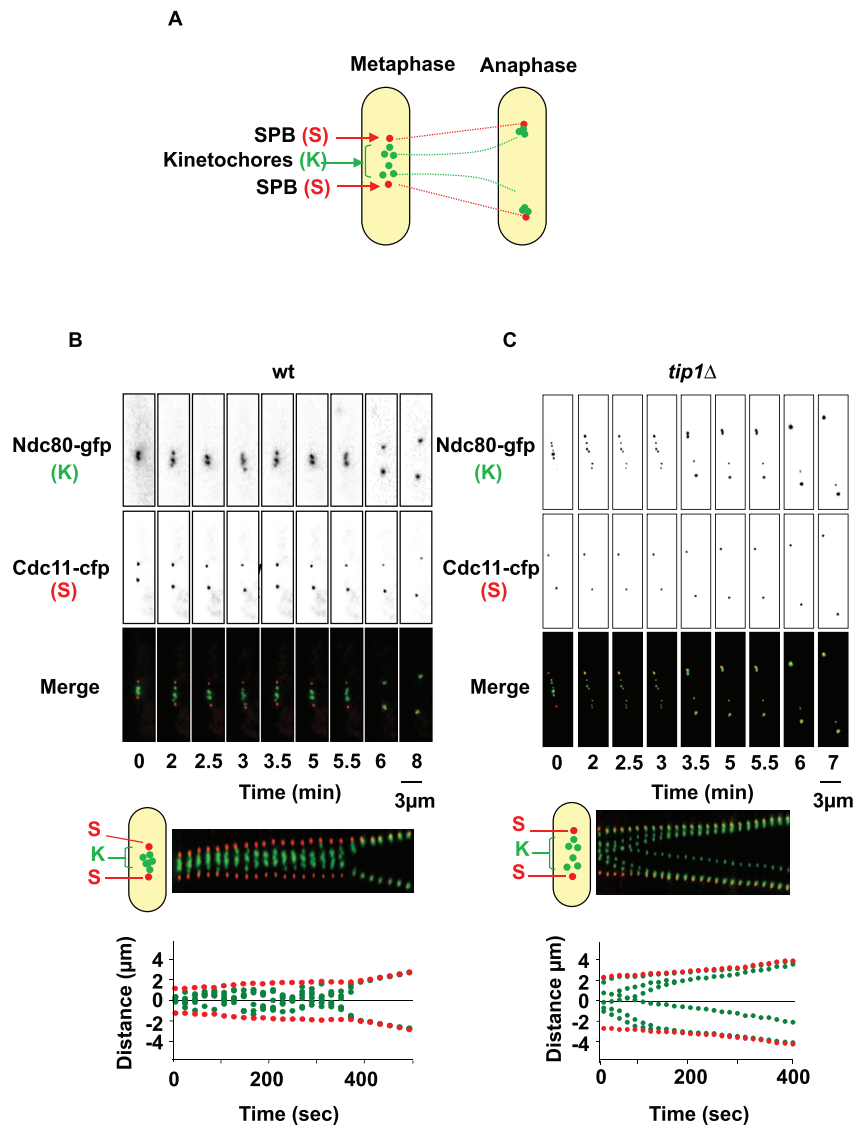 A
Metaphase Anaphase
SPB (S)
Kinetochores (K)
SPB (S)
B
wt
Ndc80-gfp
(K)
Cdc11-cfp
(S)
Merge
0 2 2.5 3 3.5 5 5.5 6 8
Time (min)
3µm
S
K
S
Distance (µm)
4
2
0
-2
-4
0 200 400
Time (sec)
C
tip1Δ
Ndc80-gfp
(K)
Cdc11-cfp
(S)
Merge
0 2 2.5 3 3.5 5 5.5 6 7
Time (min)
3µm
S
K
S
Distance µm)
4
2
0
-2
-4
0 200 400
Time (sec)